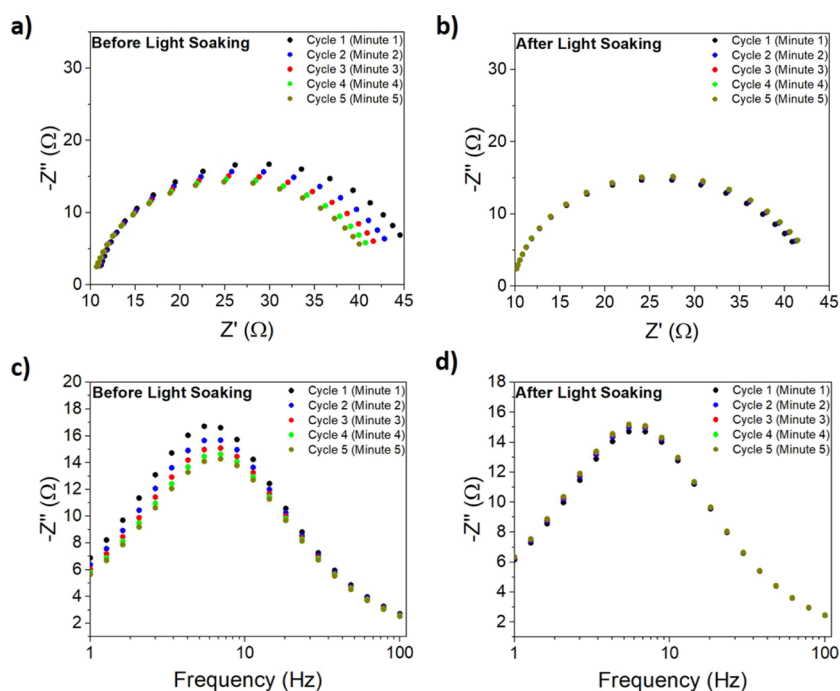 a)
Before Light Soaking
Cycle 1 (Minute 1)
Cycle 2 (Minute 2)
Cycle 3 (Minute 3)
Cycle 4 (Minute 4)
Cycle 5 (Minute 5)
-Z" (Ω)
30
20
10
0
10 15 20 25 30 35 40 45
Z' (Ω)
b)
After Light Soaking
Cycle 1 (Minute 1)
Cycle 2 (Minute 2)
Cycle 3 (Minute 3)
Cycle 4 (Minute 4)
Cycle 5 (Minute 5)
-Z" (Ω)
30
20
10
0
10 15 20 25 30 35 40 45
Z' (Ω)
c)
Before Light Soaking
Cycle 1 (Minute 1)
Cycle 2 (Minute 2)
Cycle 3 (Minute 3)
Cycle 4 (Minute 4)
Cycle 5 (Minute 5)
-Z" (Ω)
20
18
16
14
12
10
8
6
4
2
1 10 100
Frequency (Hz)
d)
After Light Soaking
Cycle 1 (Minute 1)
Cycle 2 (Minute 2)
Cycle 3 (Minute 3)
Cycle 4 (Minute 4)
Cycle 5 (Minute 5)
-Z" (Ω)
18
16
14
12
10
8
6
4
2
1 10 100
Frequency (Hz)